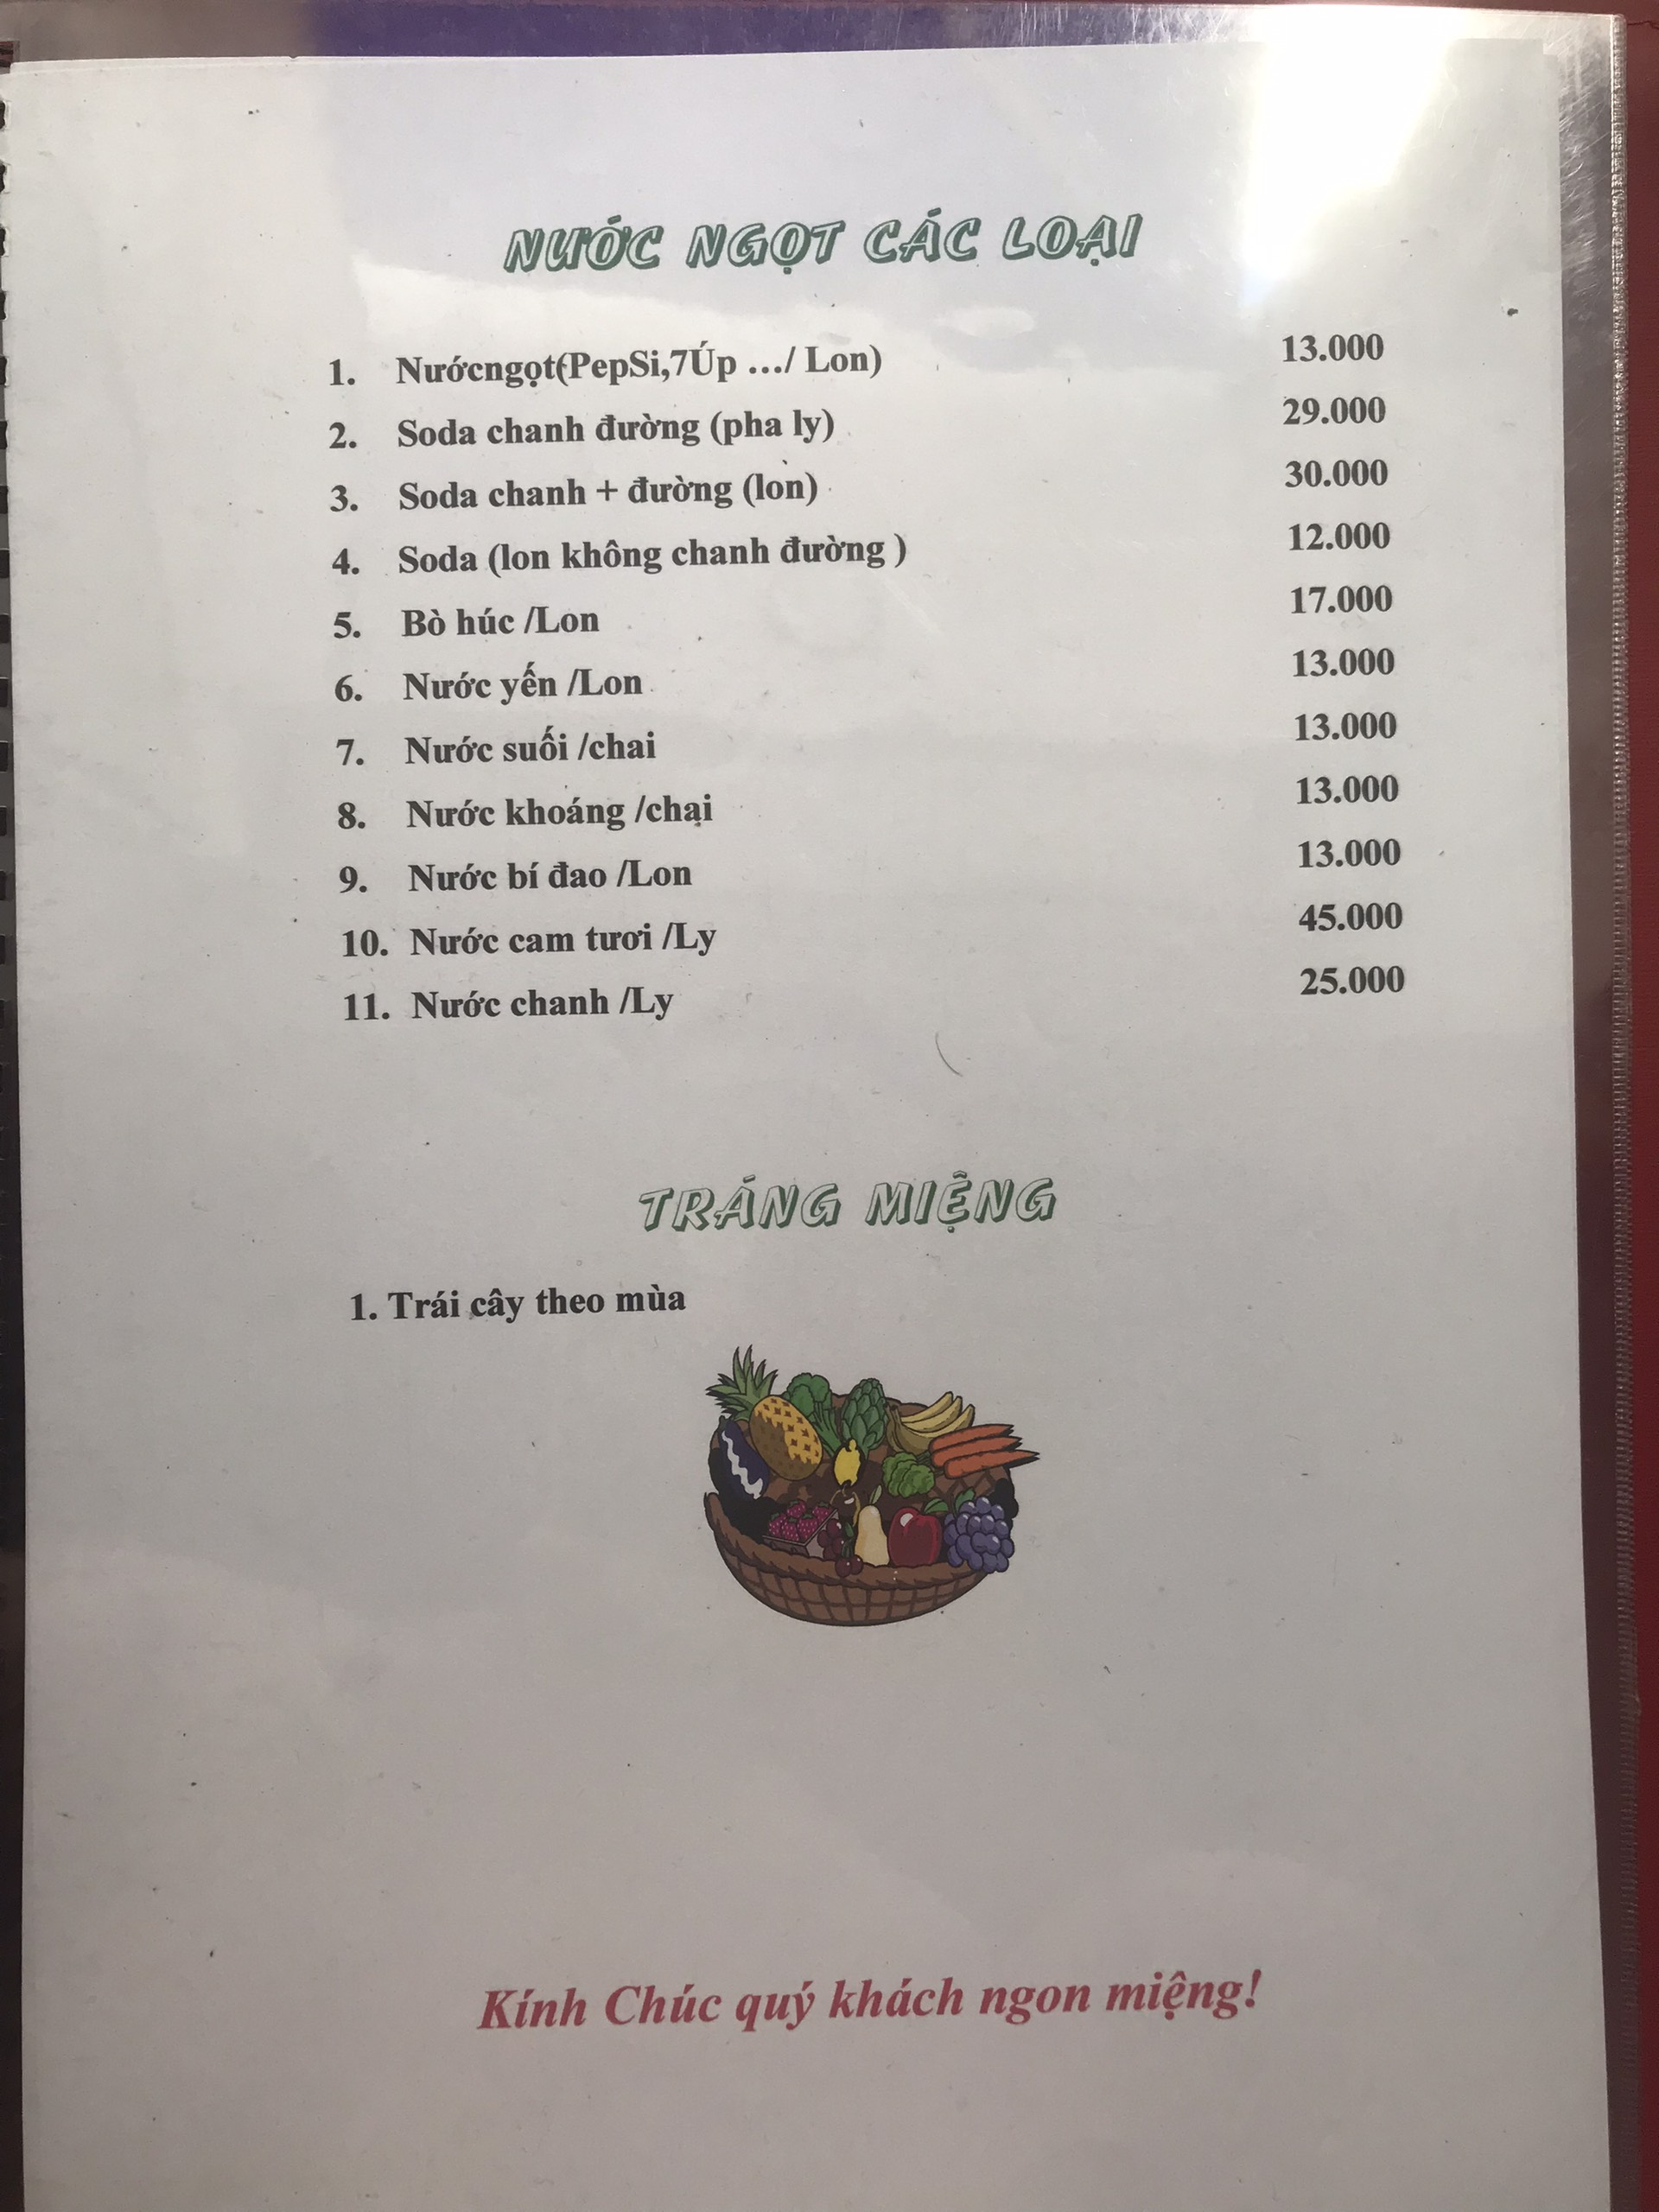 NƯỚC NGỌT CÁC LOẠI
1. Nướcngọt(PepSi,7Úp .../ Lon) 13.000
2. Soda chanh đường (pha ly) 29.000
3. Soda chanh + đường (lon) 30.000
4. Soda (lon không chanh đường ) 12.000
5. Bò húc /Lon 17.000
6. Nước yến /Lon 13.000
7. Nước suối /chai 13.000
8. Nước khoáng /chại 13.000
9. Nước bí đao /Lon 13.000
10. Nước cam tươi /Ly 45.000
11. Nước chanh /Ly 25.000
TRÁNG MIỆNG
1. Trái cây theo mùa
Kính Chúc quý khách ngon miệng!